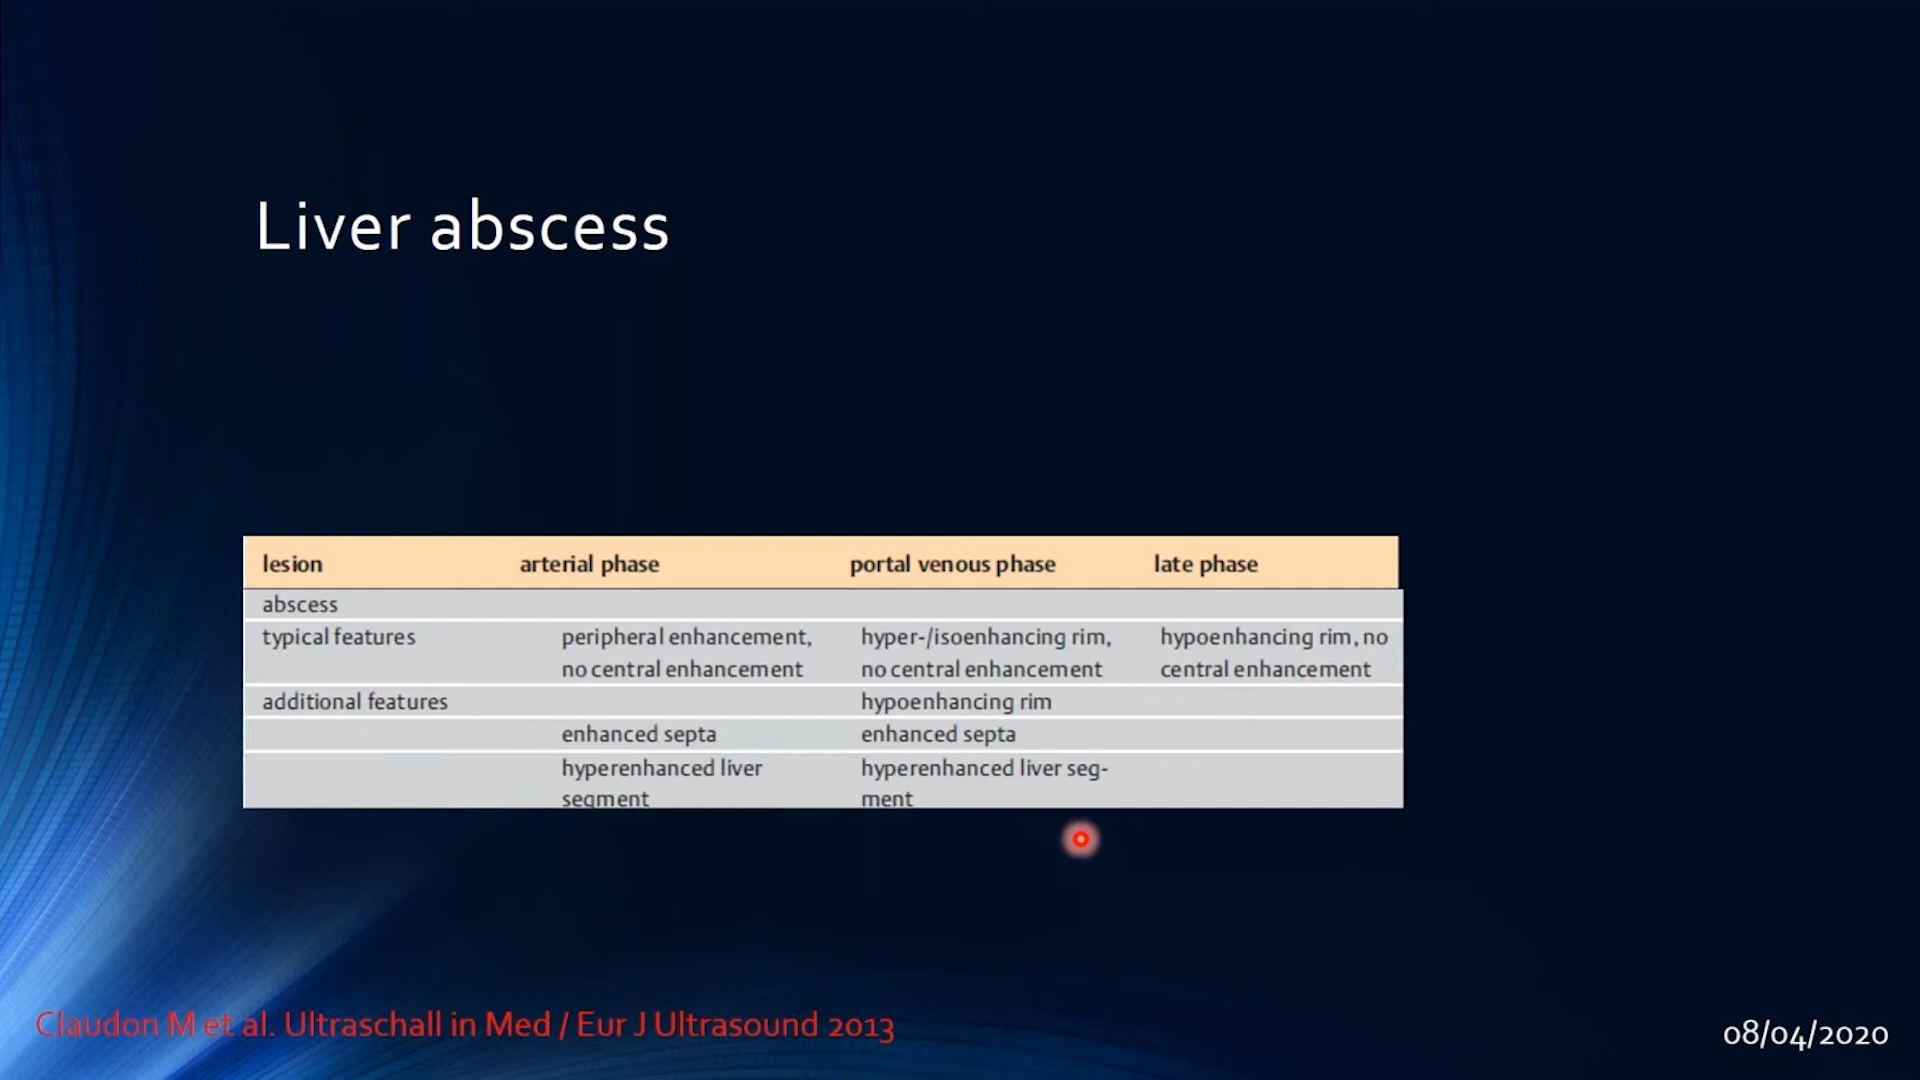 Liver abscess
lesion arterial phase portal venous phase late phase
abscess
typical features peripheral enhancement, hyper-/isoenhancing rim, hypoenhancing rim, no
no central enhancement no central enhancement central enhancement
additional features hypoenhancing rim
enhanced septa enhanced septa
hyperenhanced liver hyperenhanced liver seg-
segment ment
Claudon M et al. Ultraschall in Med / Eur J Ultrasound 2013
08/04/2020